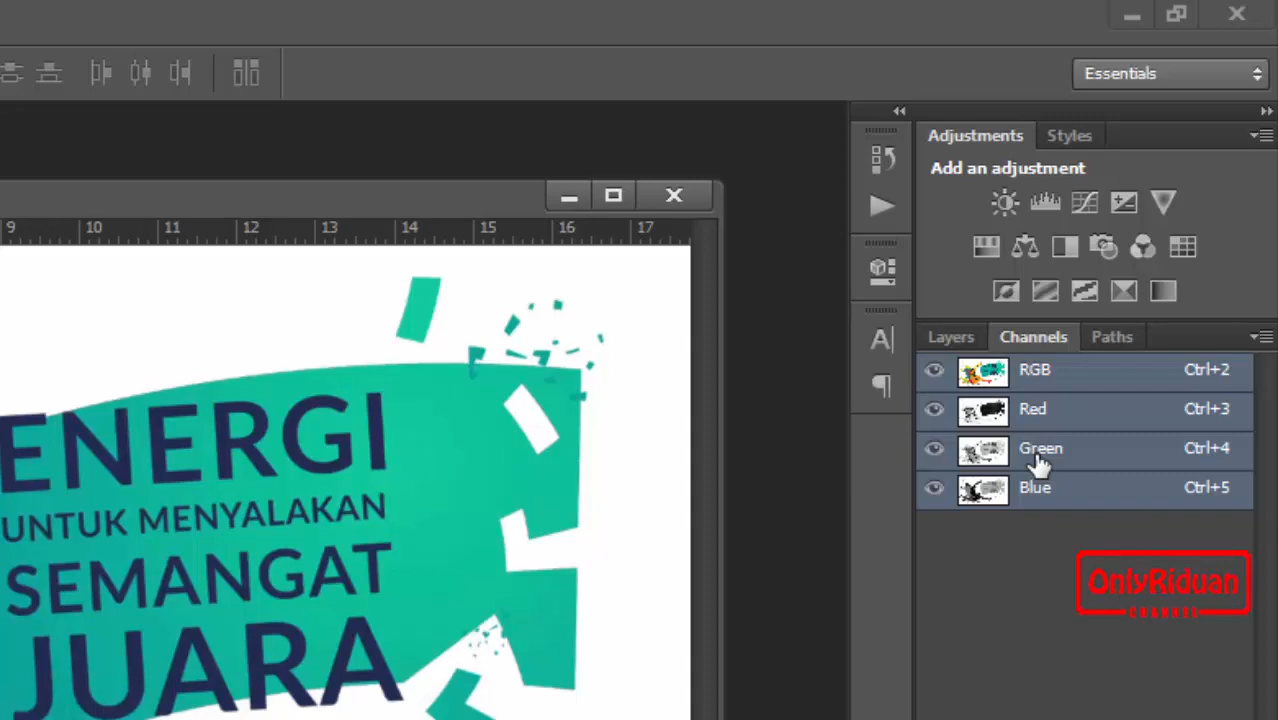 Essentials
Adjustments Styles
Add an adjustment
9 10 11 12 13 14 15 16 17
Layers Channels Paths
RGB Ctrl+2
Red Ctrl+3
Green Ctrl+4
Blue Ctrl+5
ENERGI
UNTUK MENYALAKAN
SEMANGAT
JUARA
OnlyRiduan
CHANNEL